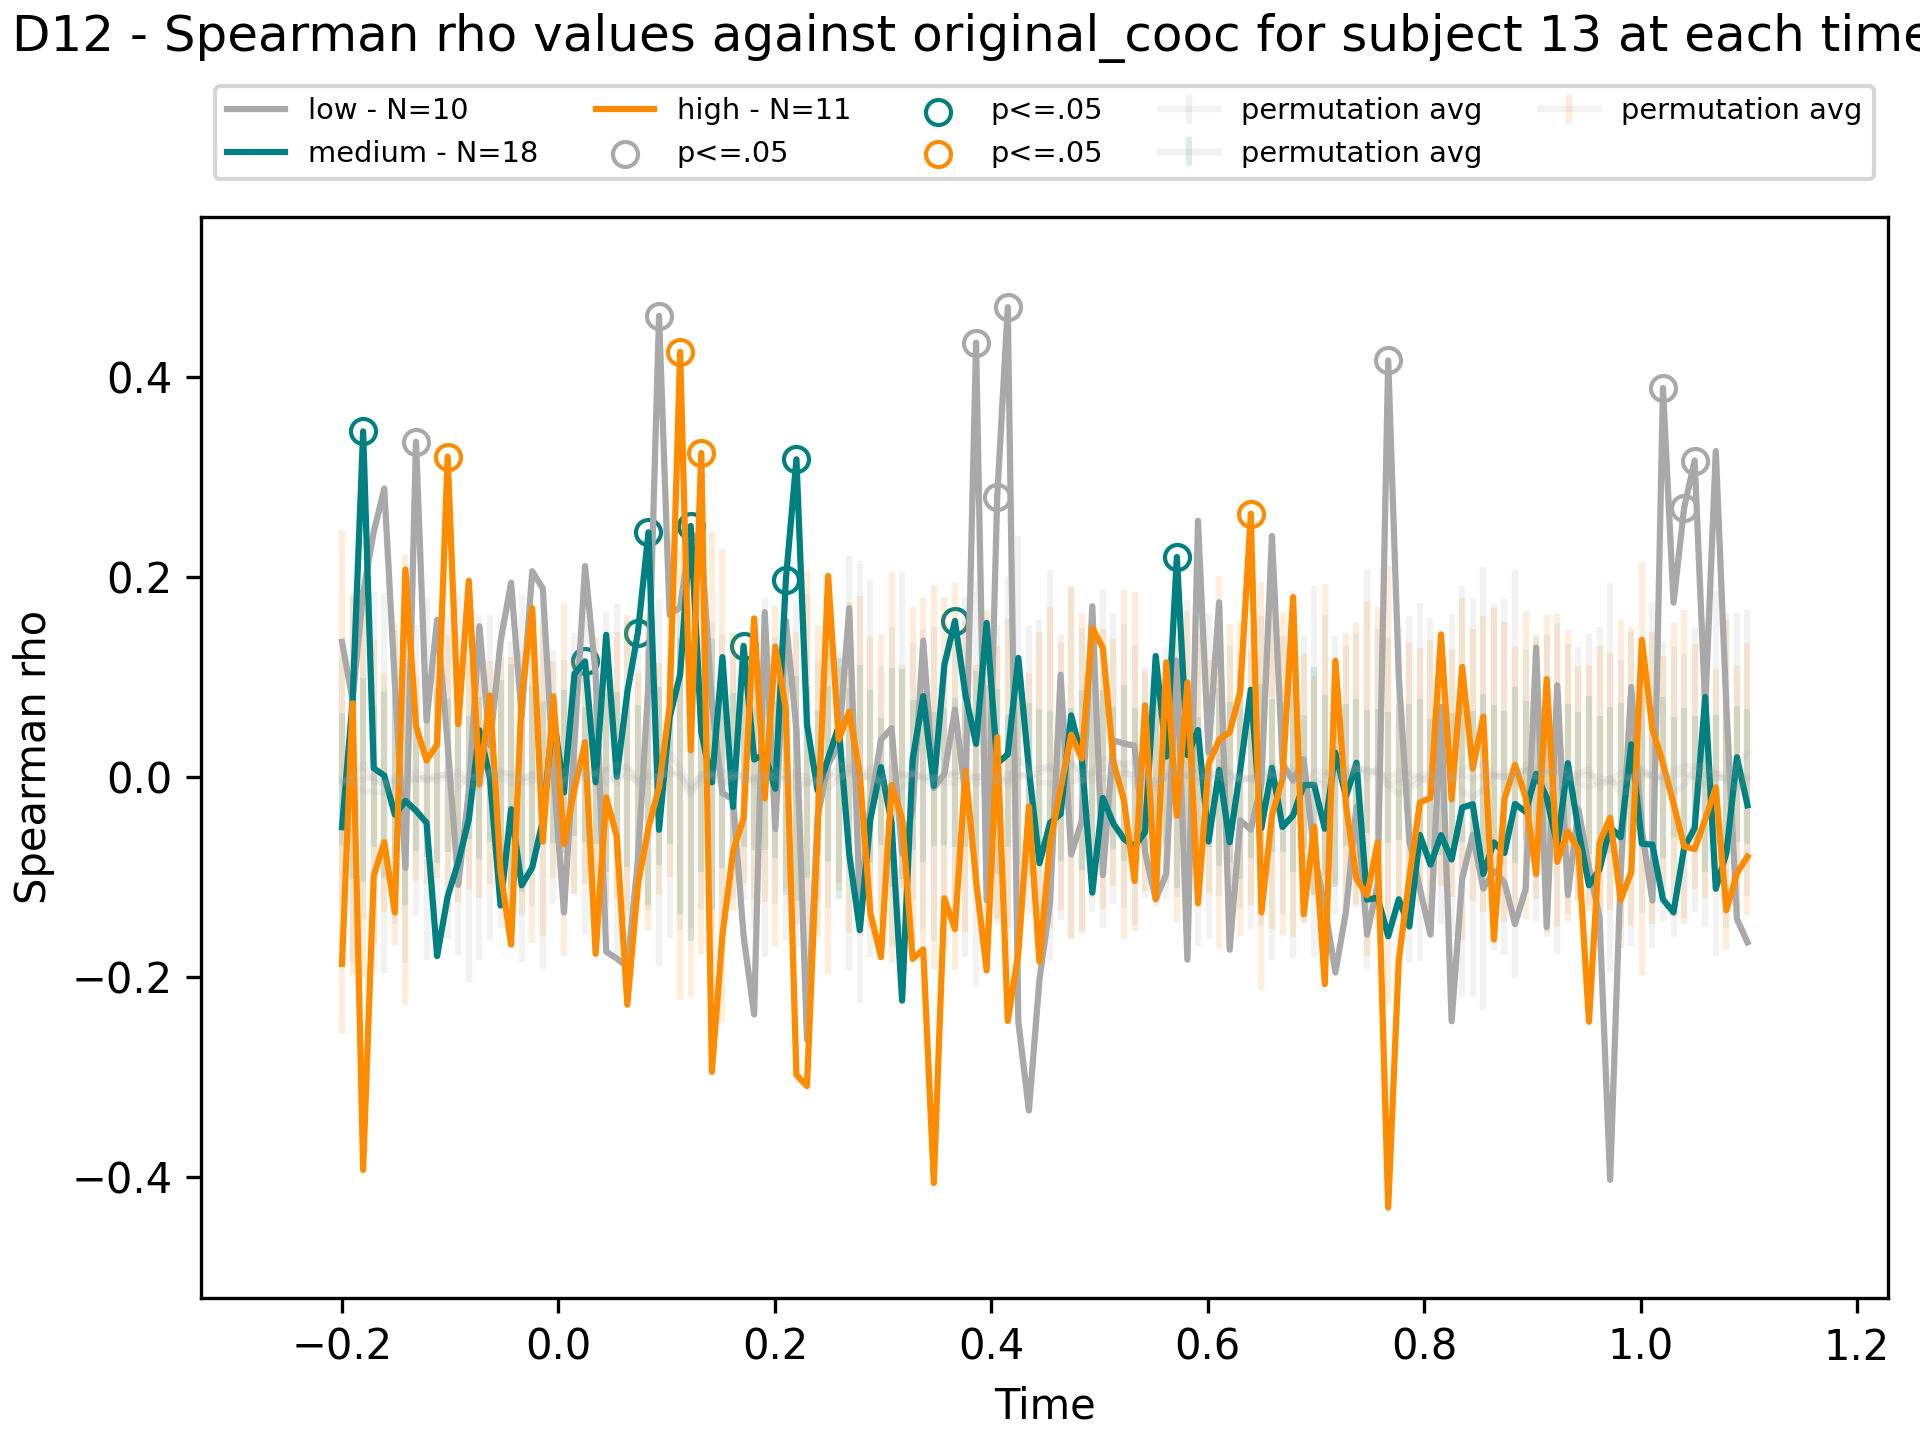 D12 - Spearman rho values against original_cooc for subject 13 at each time
low - N=10
medium - N=18
high - N=11
p<=.05
p<=.05
p<=.05
permutation avg
permutation avg
permutation avg
Spearman rho
0.4
0.2
0.0
−0.2
−0.4
−0.2 0.0 0.2 0.4 0.6 0.8 1.0 1.2
Time